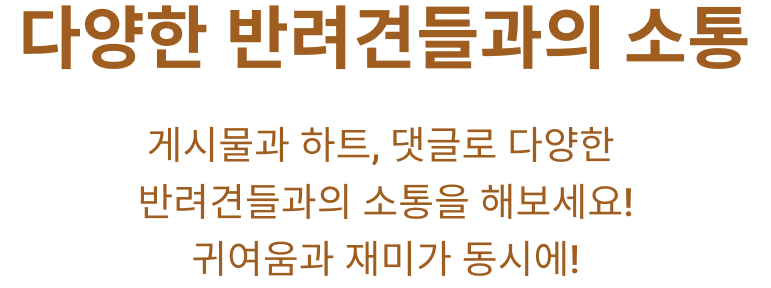 다양한 반려견들과의 소통
게시물과 하트, 댓글로 다양한
반려견들과의 소통을 해보세요!
귀여움과 재미가 동시에!